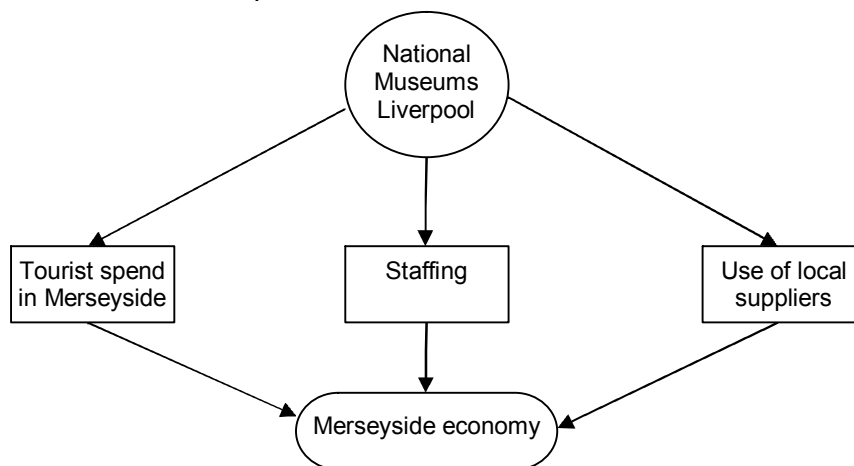 National
Museums
Liverpool
Tourist spend
in Merseyside
Staffing
Use of local
suppliers
Merseyside economy